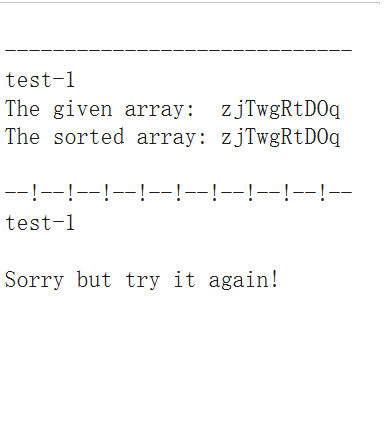 -----------------------------
test-1
The given array:  zjTwgRtDOq
The sorted array: zjTwgRtDOq
--!--!--!--!--!--!--!--!--!--
test-1
Sorry but try it again!